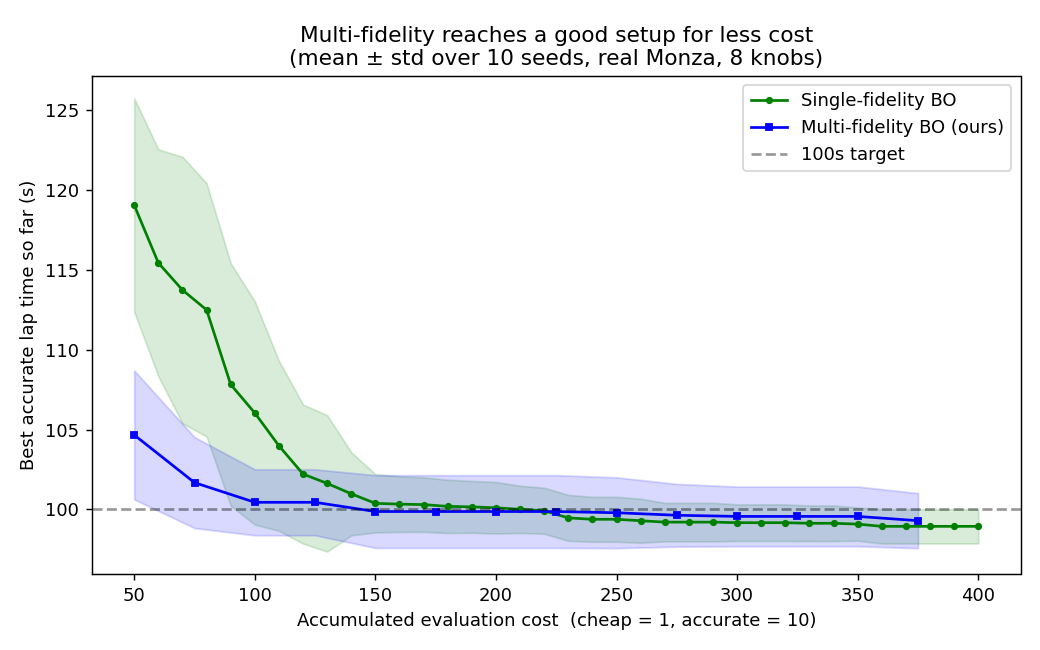 Multi-fidelity reaches a good setup for less cost
(mean ± std over 10 seeds, real Monza, 8 knobs)
Single-fidelity BO
Multi-fidelity BO (ours)
100s target
Best accurate lap time so far (s)
125
120
115
110
105
100
50
100
150
200
250
300
350
400
Accumulated evaluation cost  (cheap = 1, accurate = 10)